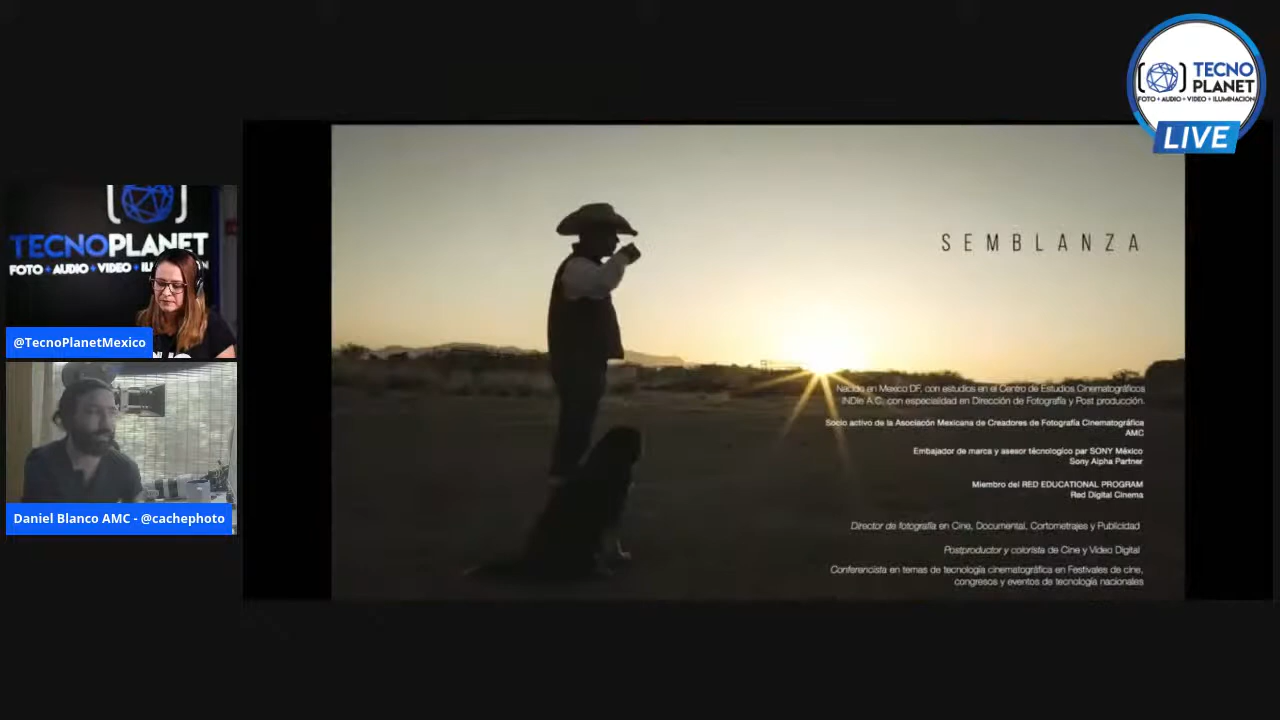 TECNO
PLANET
FOTO + AUDIO + VIDEO + ILUMINACION
LIVE
TECNOPLANET
FOTO + AUDIO + VIDEO +
@TecnoPlanetMexico
Daniel Blanco AMC - @cachephoto
SEMBLANZA
Nacido en Mexico DF, con estudios en el Centro de Estudios Cinematográficos
INDie A.C. con especialidad en Dirección de Fotografía y Post producción.
Socio activo de la Asociacón Mexicana de Creadores de Fotografía Cinematográfica
AMC
Embajador de marca y asesor técnologico par SONY México
Sony Alpha Partner
Miembro del RED EDUCATIONAL PROGRAM
Red Digital Cinema
Director de fotografía en Cine, Documental, Cortometrajes y Publicidad
Postproductor y colorista de Cine y Video Digital
Conferencista en temas de tecnología cinematográfica en Festivales de cine,
congresos y eventos de tecnología nacionales